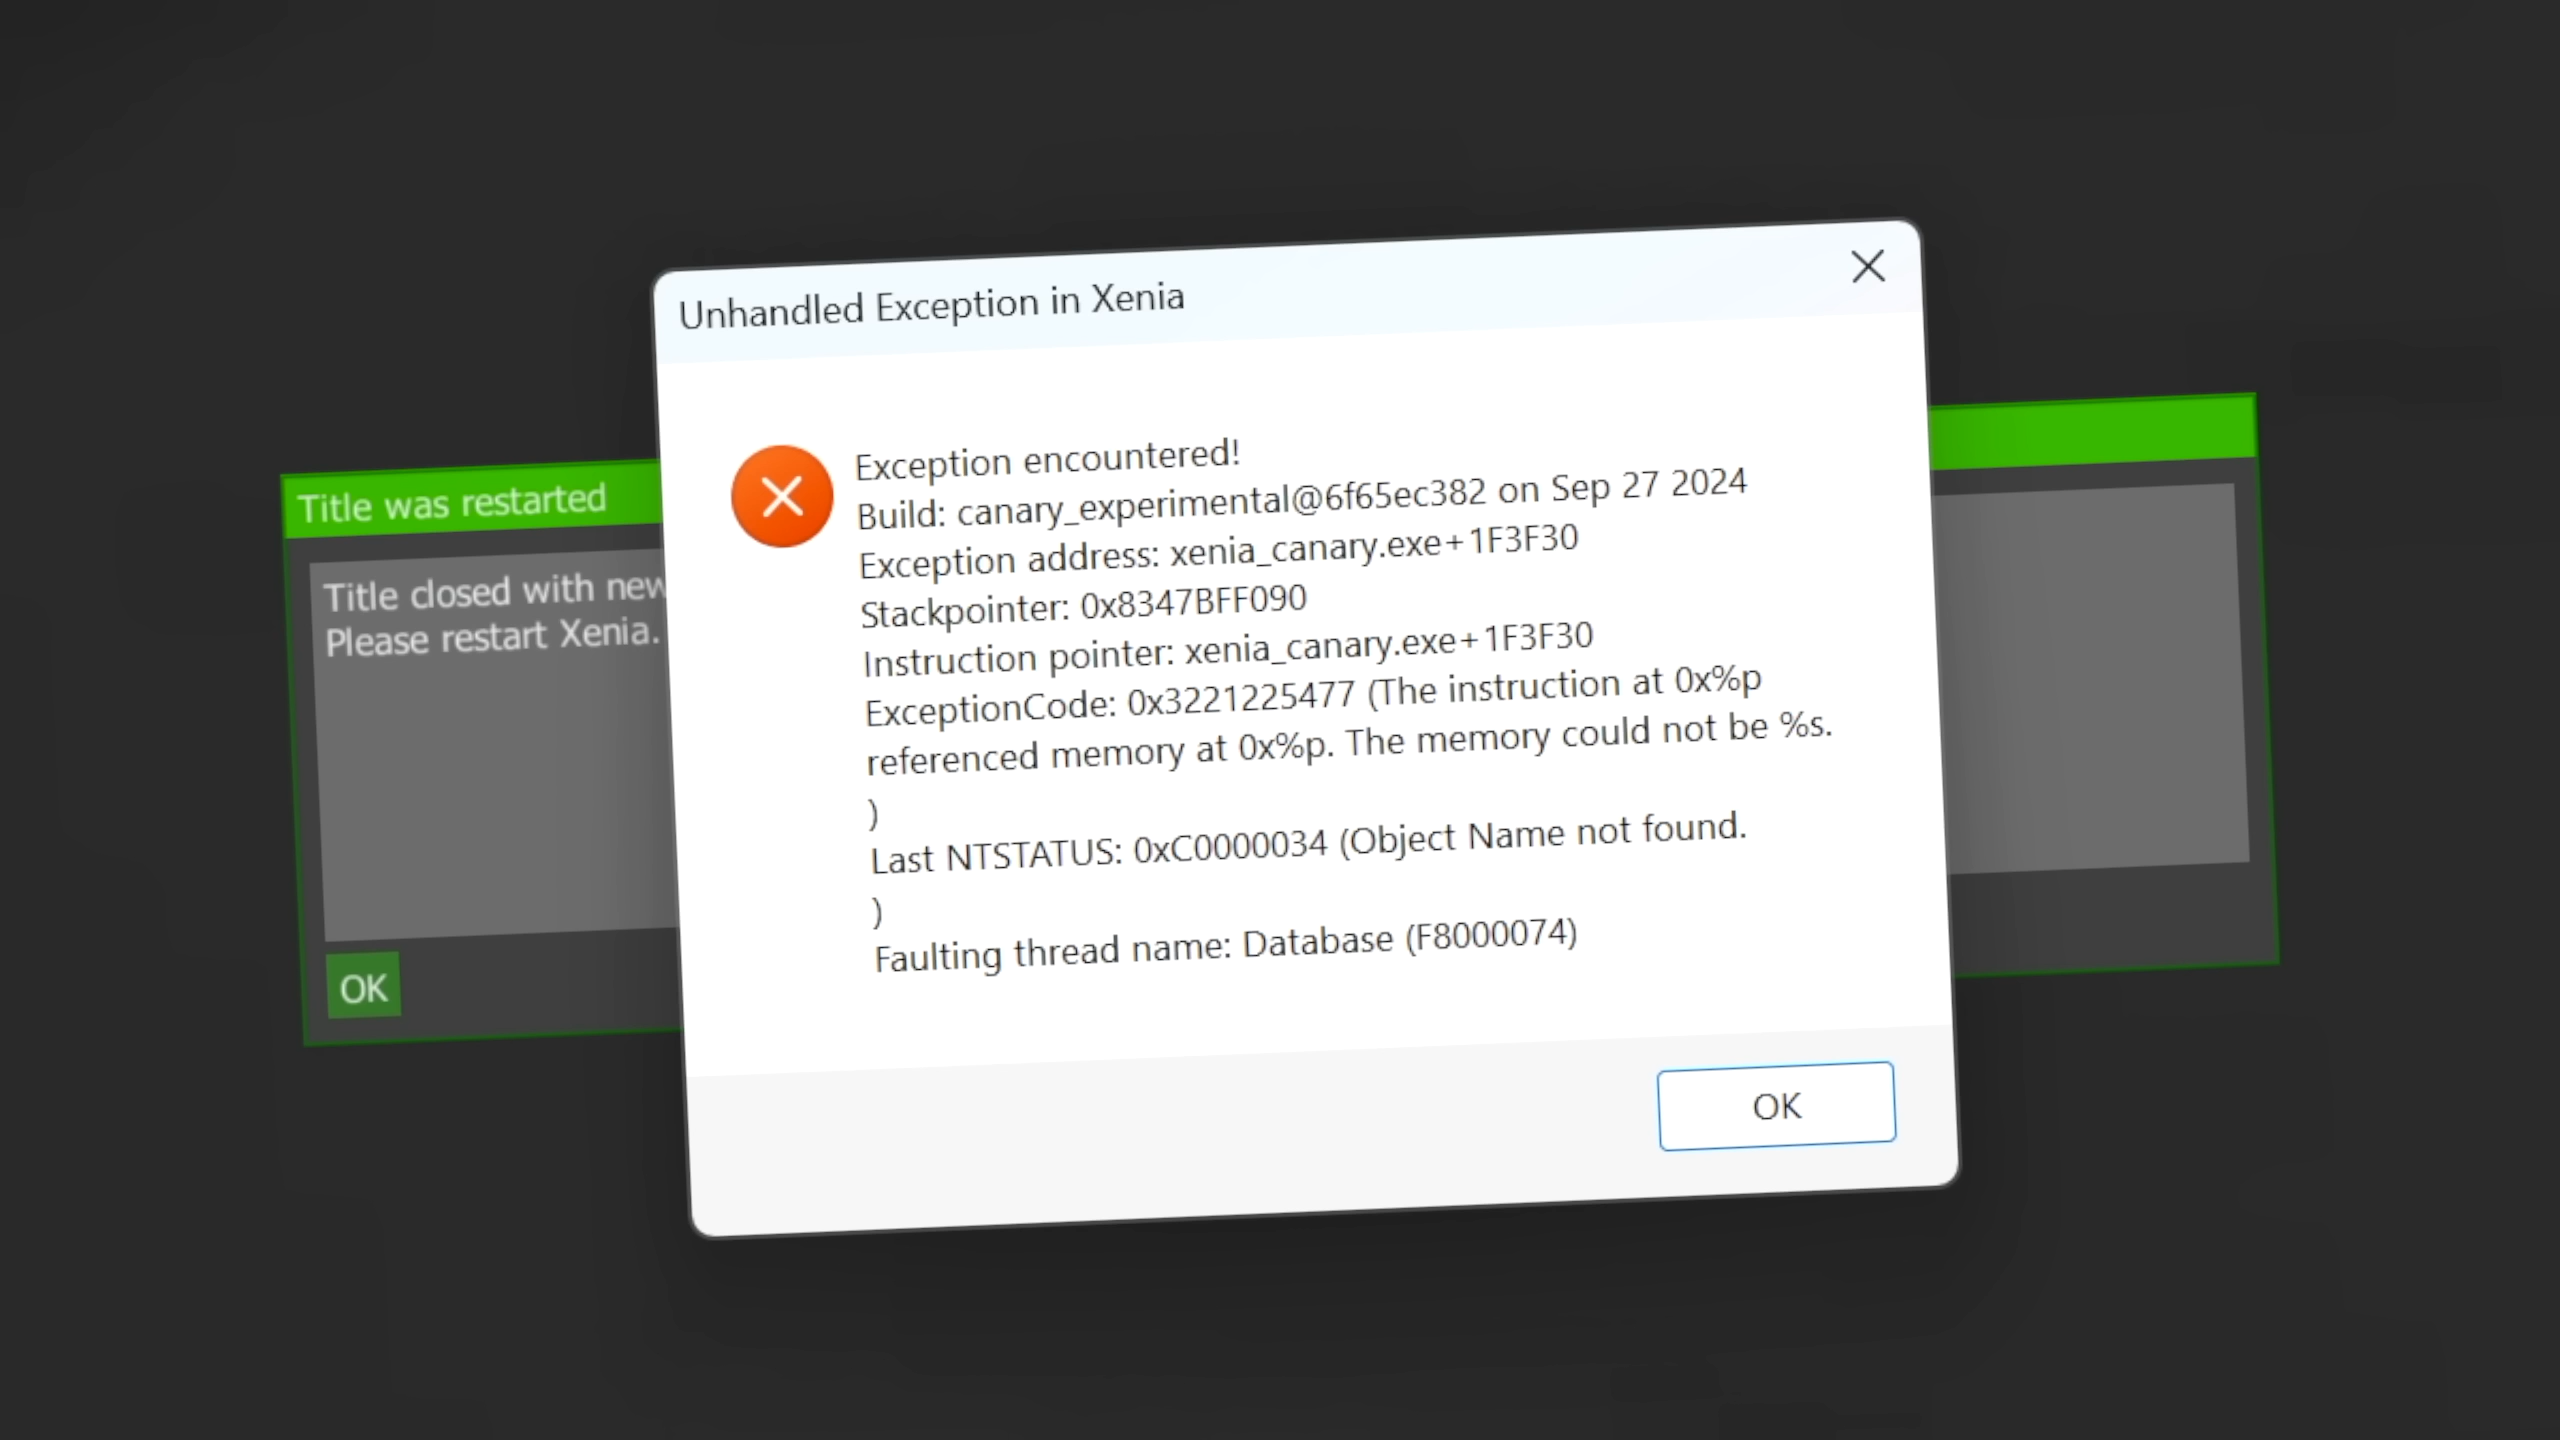 Unhandled Exception in Xenia
Exception encountered!
Build: canary_experimental@6f65ec382 on Sep 27 2024
Exception address: xenia_canary.exe+1F3F30
Stackpointer: 0x8347BFF090
Instruction pointer: xenia_canary.exe+1F3F30
ExceptionCode: 0x3221225477 (The instruction at 0x%p
referenced memory at 0x%p. The memory could not be %s.
)
Last NTSTATUS: 0xC0000034 (Object Name not found.
)
Faulting thread name: Database (F8000074)
OK
Title was restarted
Title closed with new
Please restart Xenia.
OK